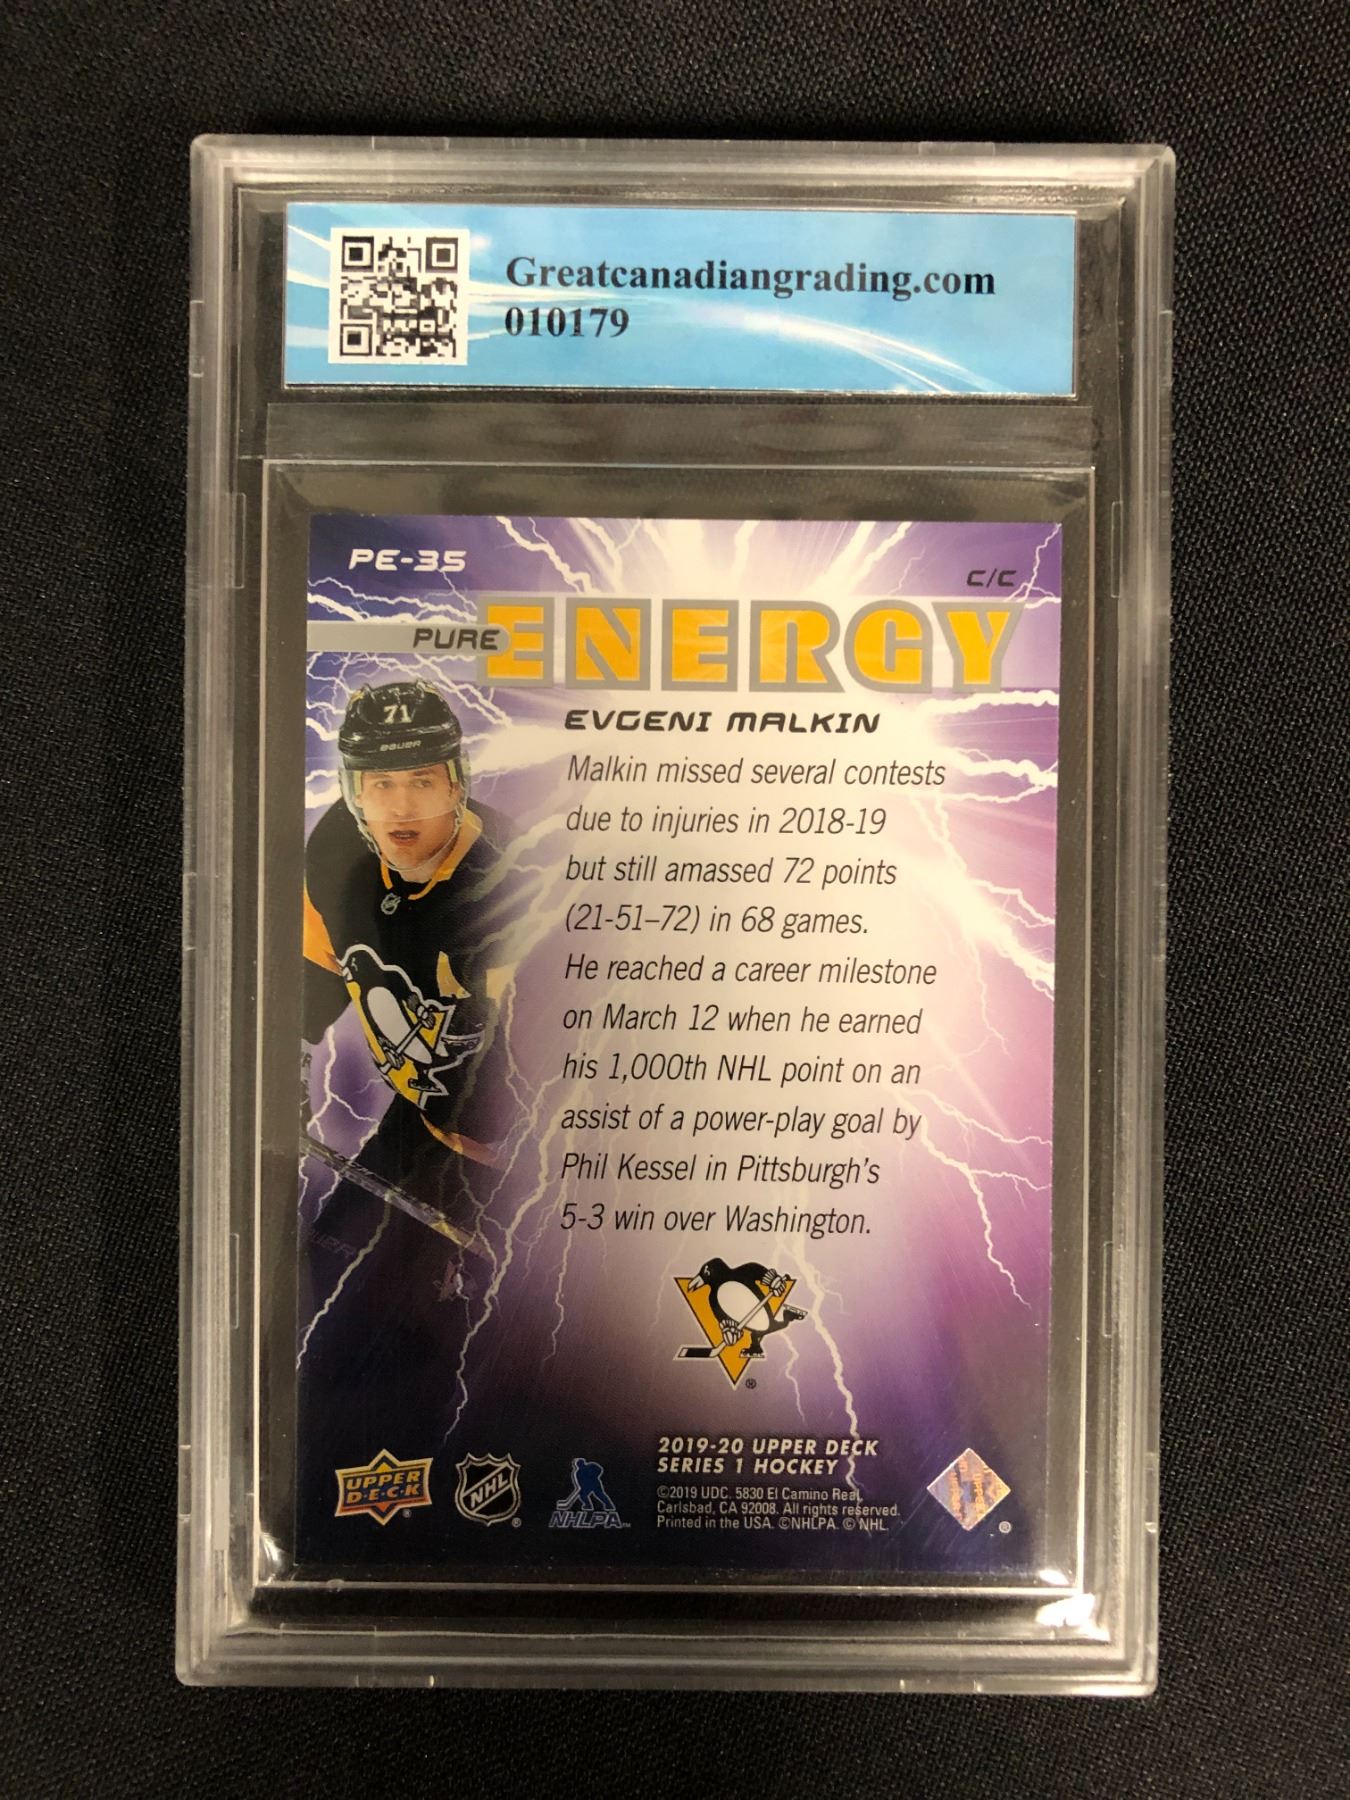 Greatcanadiangrading.com
010179
PE-35
C/C
PURE ENERGY
71
BAUER
EVGENI MALKIN
Malkin missed several contests
due to injuries in 2018-19
but still amassed 72 points
(21-51–72) in 68 games.
He reached a career milestone
on March 12 when he earned
his 1,000th NHL point on an
assist of a power-play goal by
Phil Kessel in Pittsburgh's
5-3 win over Washington.
®
2019-20 UPPER DECK
SERIES 1 HOCKEY
UPPER
D·E·C·K
®
NHL
®
NHLPA™
©2019 UDC. 5830 El Camino Real,
Carlsbad, CA 92008. All rights reserved.
Printed in the USA. ©NHLPA. © NHL.
®